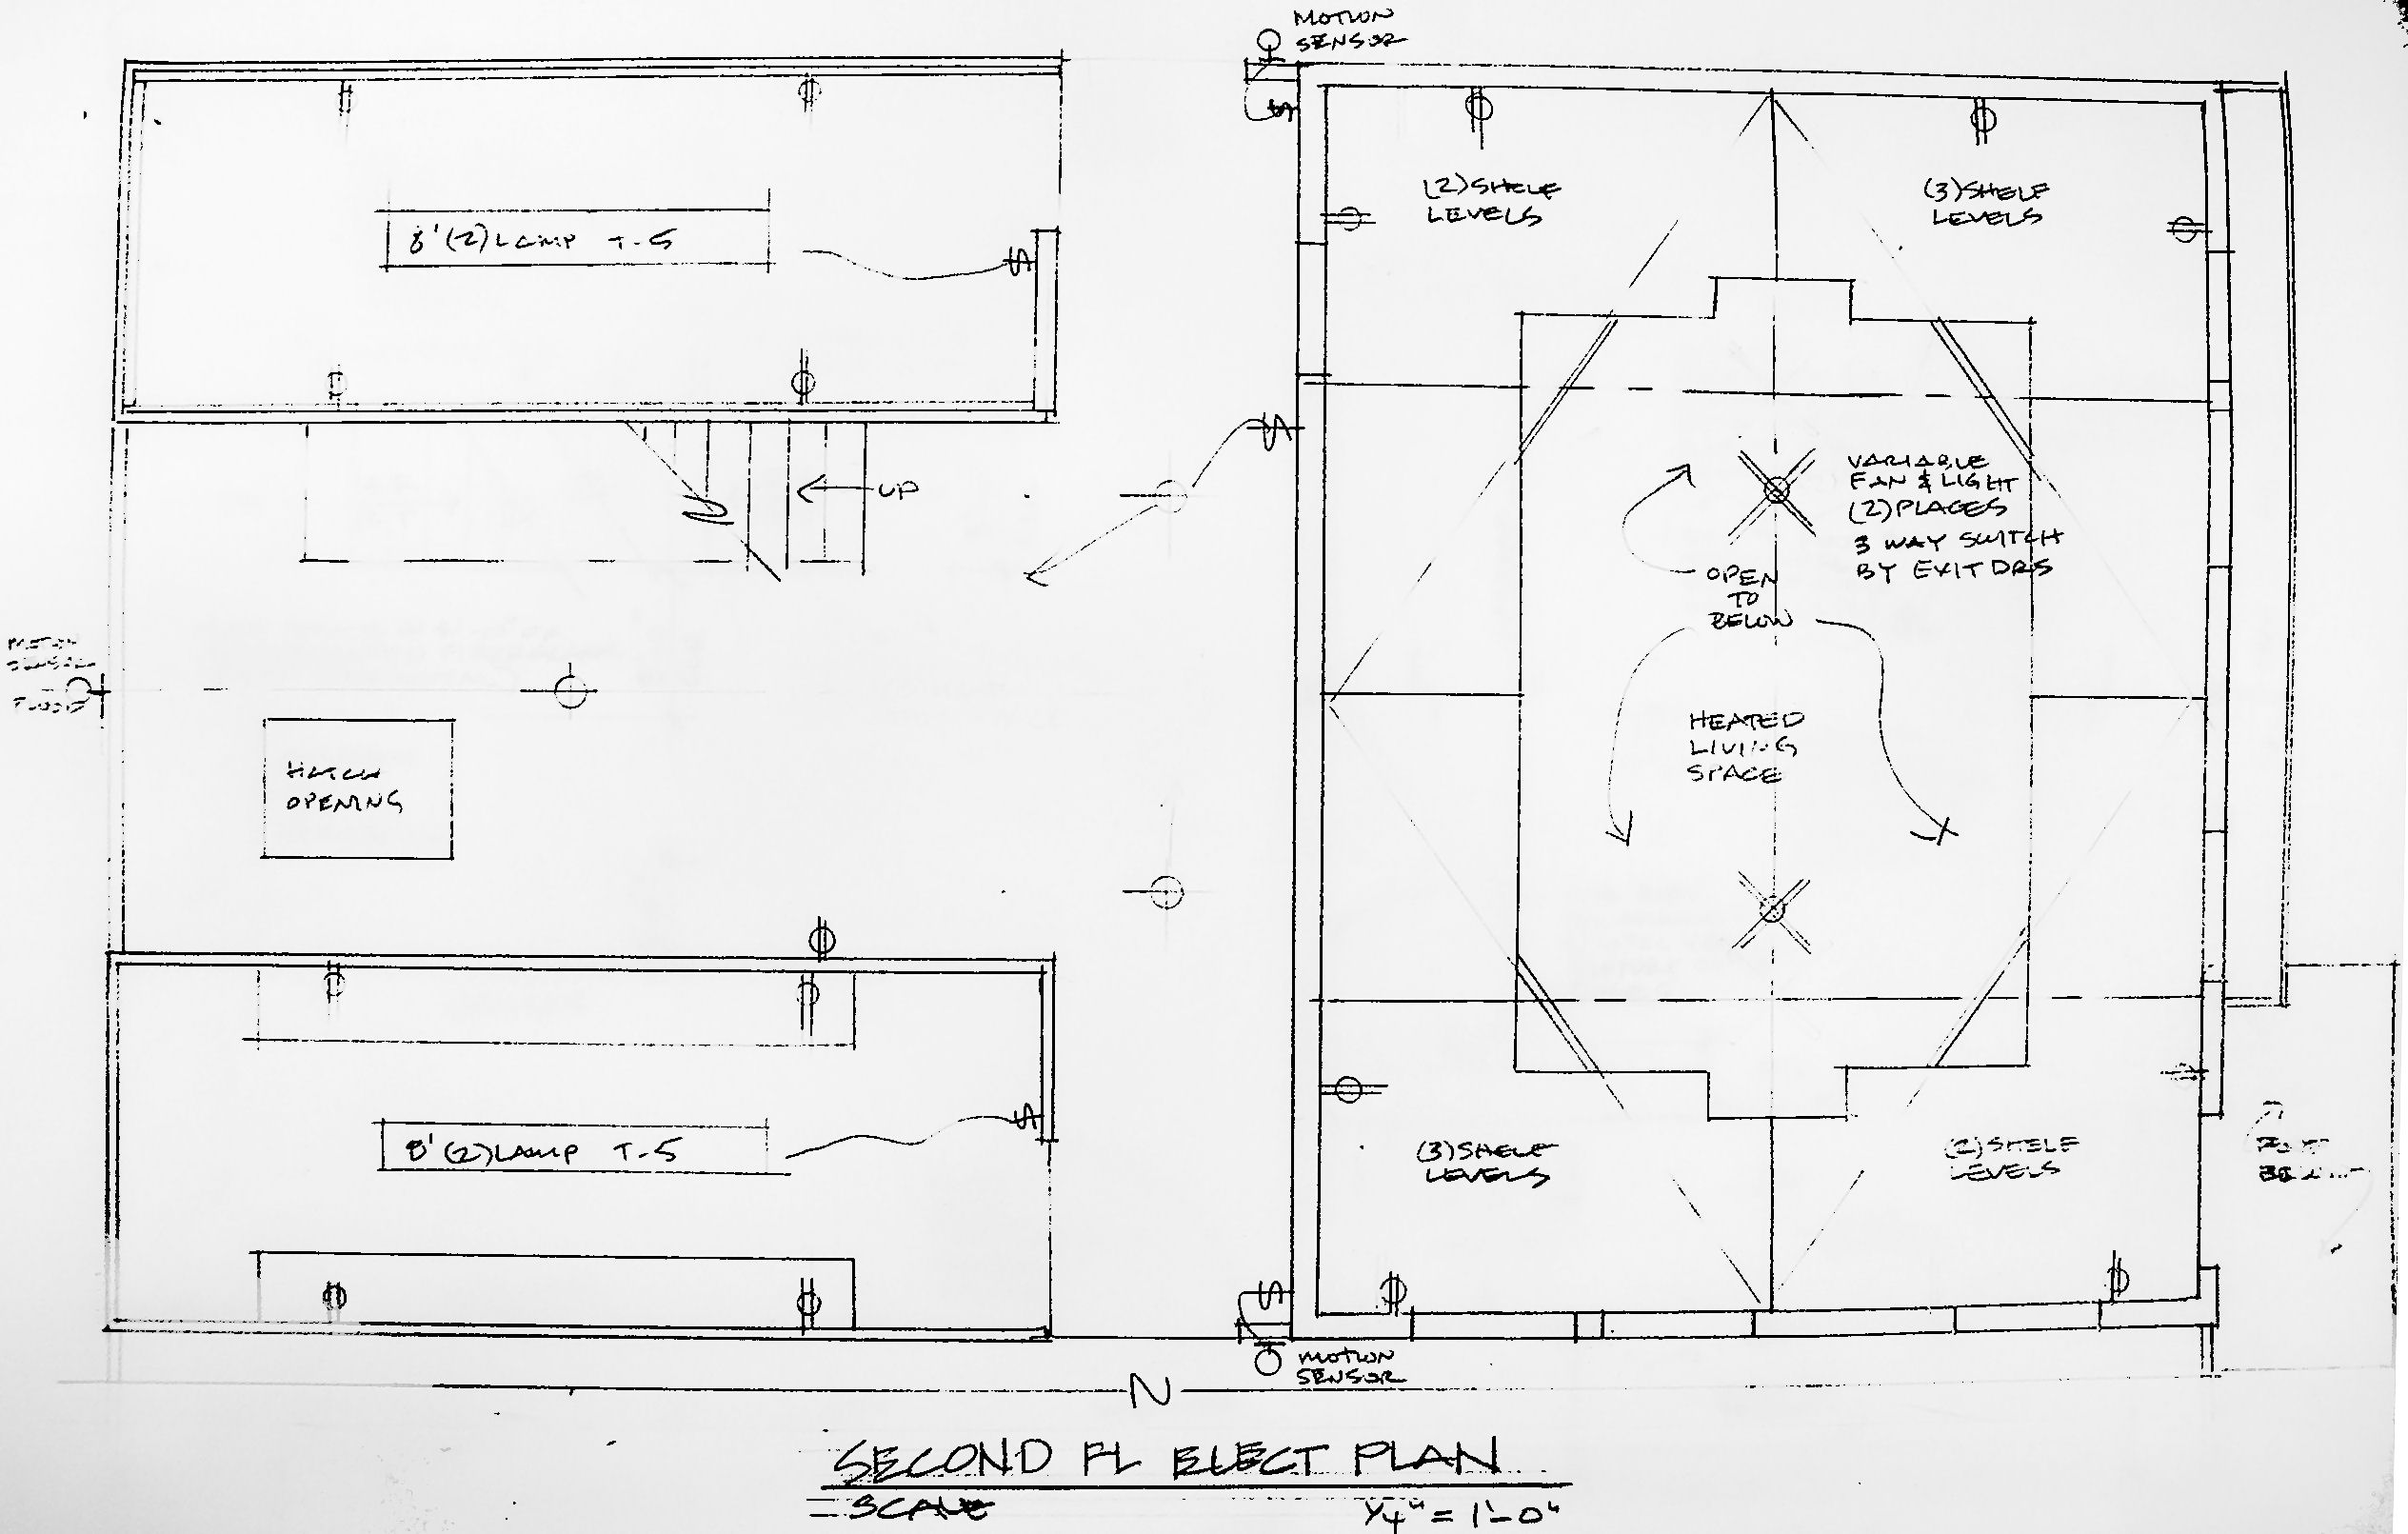 MOTION
SENSOR
(2) SHELF
LEVELS
(3) SHELF
LEVELS
8' (2) LAMP T-5
VARIABLE
FAN & LIGHT
(2) PLACES
3 WAY SWITCH
BY EXIT DRS
UP
OPEN
TO
BELOW
MOTION
SENSOR
FLOOD
HEATED
LIVING
SPACE
HATCH
OPENING
8' (2) LAMP T-5
(3) SHELF
LEVELS
(2) SHELF
LEVELS
BELOW
MOTION
SENSOR
N
SECOND FL ELECT PLAN
SCALE 1/4" = 1'-0"